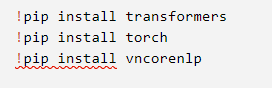 !pip install transformers
!pip install torch
!pip install vncorenlp